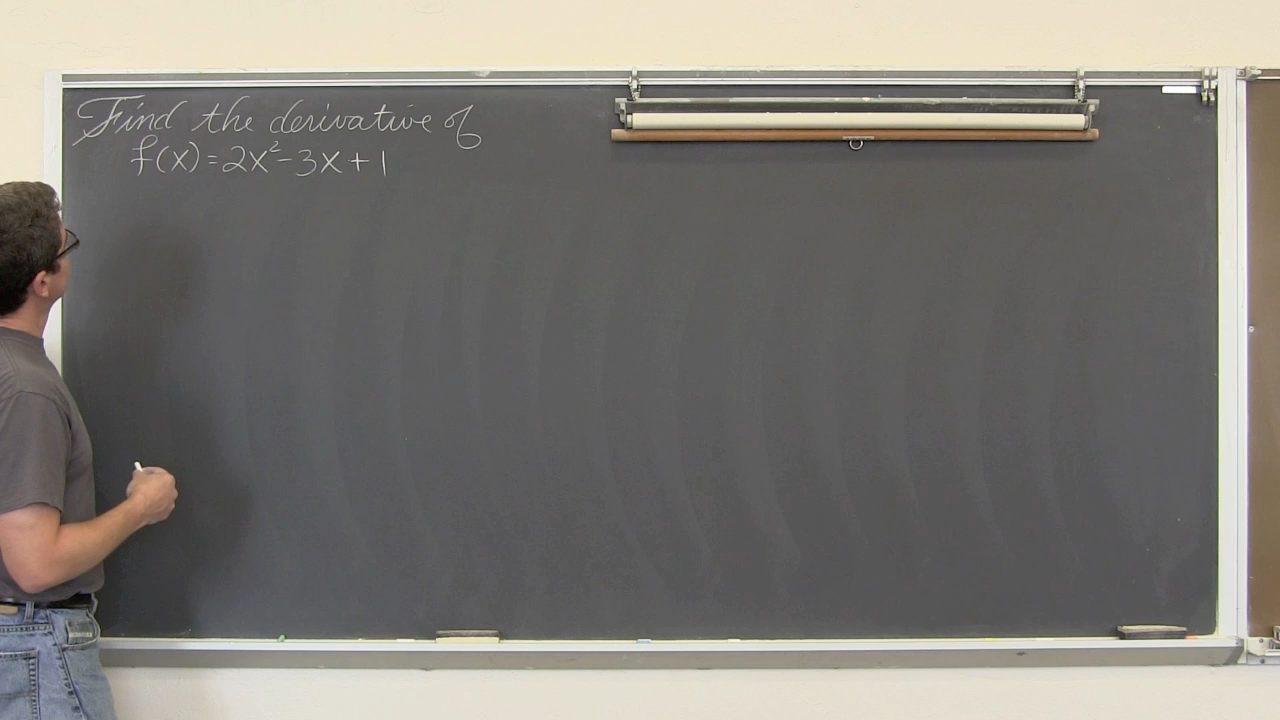 Find the derivative of
f(x)=2x²-3x+1